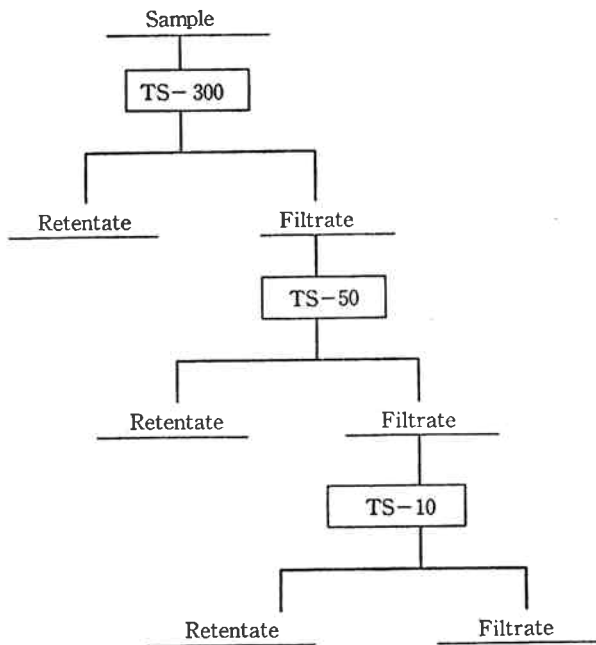 Sample
TS-300
Retentate
Filtrate
TS-50
Retentate
Filtrate
TS-10
Retentate
Filtrate